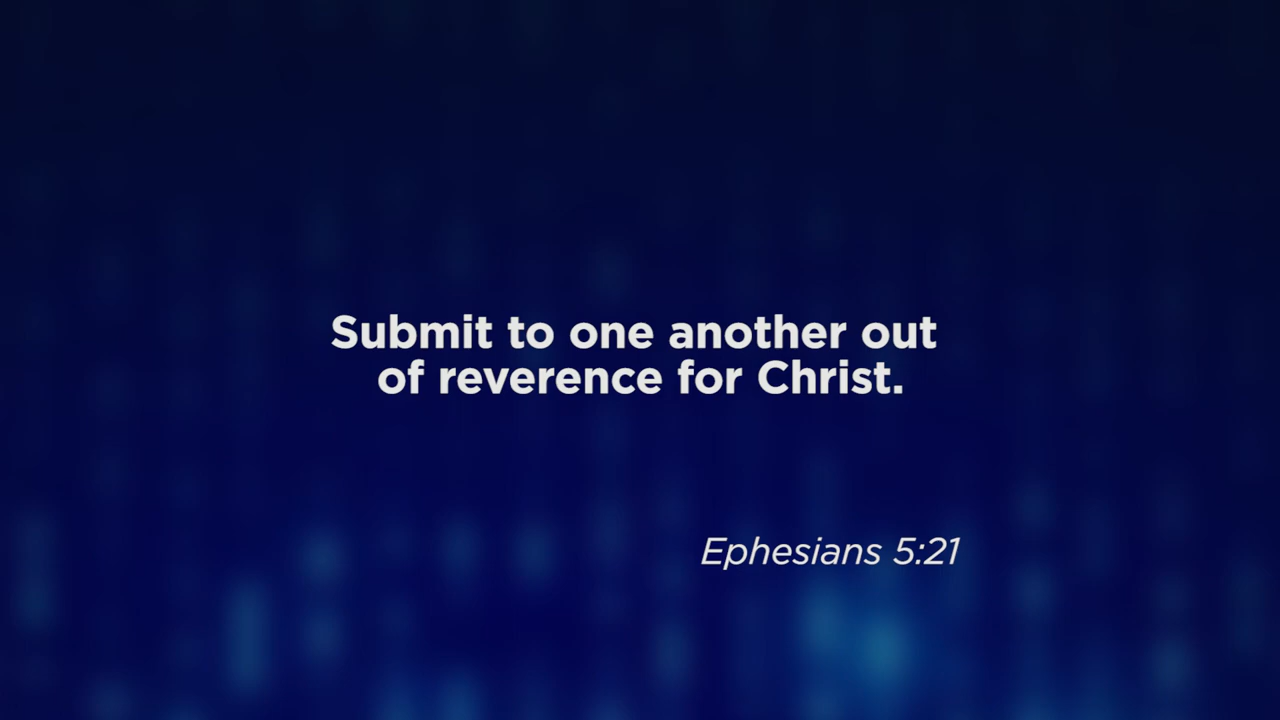 Submit to one another out
of reverence for Christ.
Ephesians 5:21